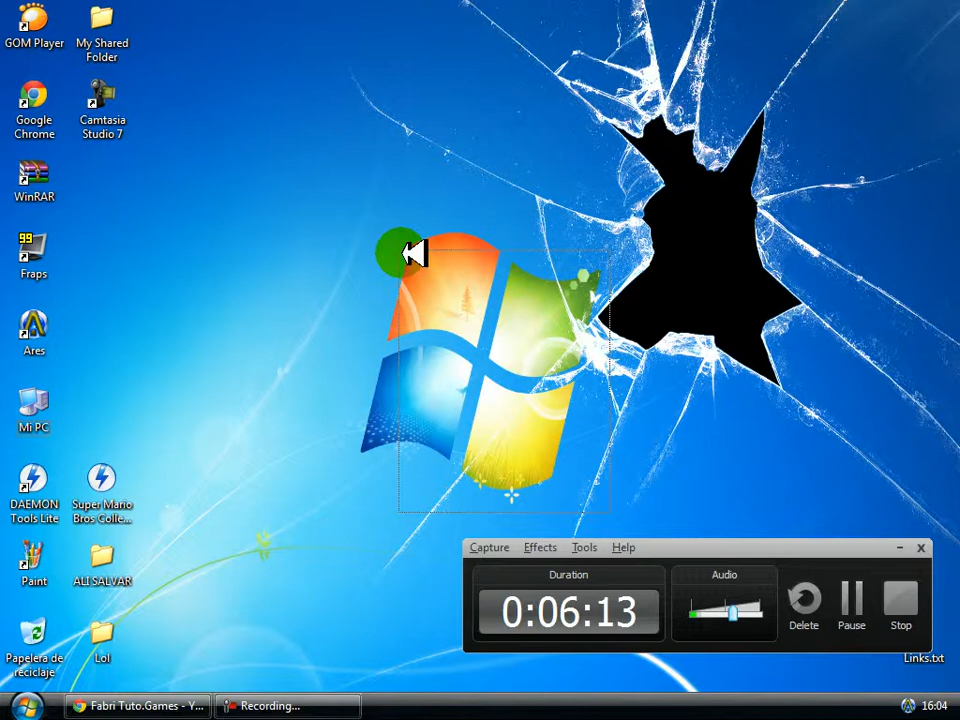 GOM Player
My Shared
Folder
Google
Chrome
Camtasia
Studio 7
WinRAR
99
Fraps
Ares
Mi PC
DAEMON
Tools Lite
Super Mario
Bros Colle...
Paint
ALI SALVAR
Papelera de
reciclaje
Lol
Capture Effects Tools Help
Duration
0:06:13
Audio
Delete
Pause
Stop
Links.txt
Fabri Tuto.Games - Y...
Recording...
16:04